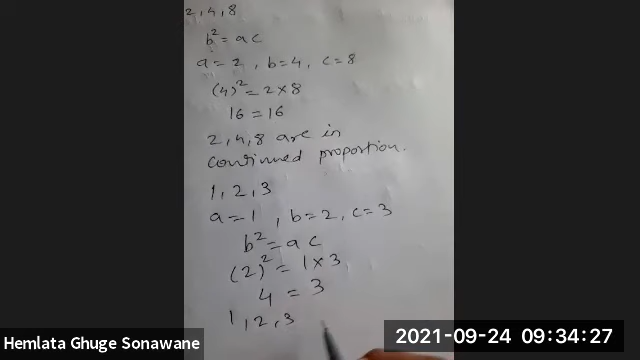 2, 4, 8
b² = ac
a = 2, b = 4, c = 8
(4)² = 2 × 8
16 = 16
2, 4, 8 are in
continued proportion.
1, 2, 3
a = 1, b = 2, c = 3
b² = ac
(2)² = 1 × 3
4 = 3
1, 2, 3
Hemlata Ghuge Sonawane
2021-09-24 09:34:27